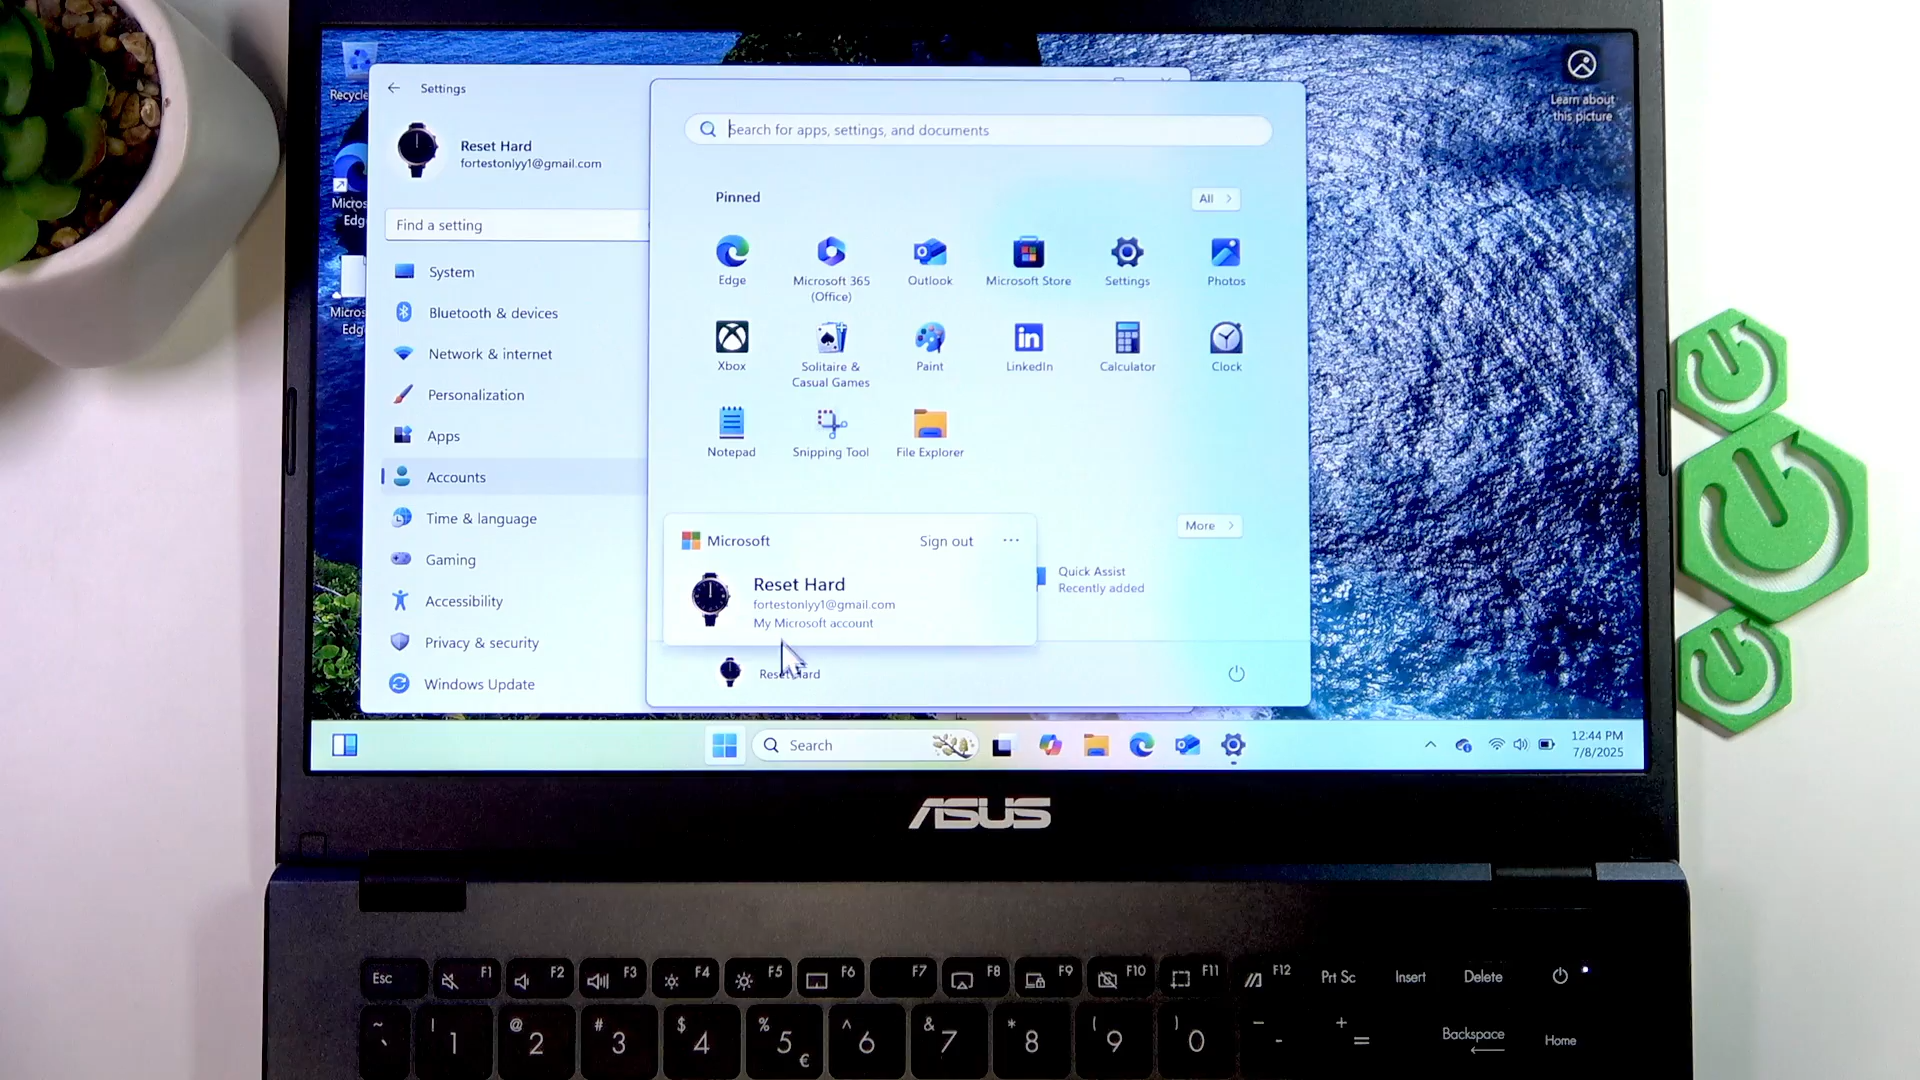 Settings
Reset Hard
fortestonlyy1@gmail.com
Find a setting
System
Bluetooth & devices
Network & internet
Personalization
Apps
Accounts
Time & language
Gaming
Accessibility
Privacy & security
Windows Update
Search for apps, settings, and documents
Pinned
All
Edge
Microsoft 365
(Office)
Outlook
Microsoft Store
Settings
Photos
Xbox
Solitaire &
Casual Games
Paint
LinkedIn
Calculator
Clock
Notepad
Snipping Tool
File Explorer
More
Microsoft
Sign out
Reset Hard
fortestonlyy1@gmail.com
My Microsoft account
Quick Assist
Recently added
Reset Hard
Recycle
Micros
Edg
Micros
Edg
Learn about
this picture
Search
12:44 PM
7/8/2025
ASUS
Esc F1 F2 F3 F4 F5 F6 F7 F8 F9 F10 F11 F12 Prt Sc Insert Delete
~ ! @ # $ % ^ & * ( ) _ +
` 1 2 3 4 5 € 6 7 8 9 0 - = Backspace Home